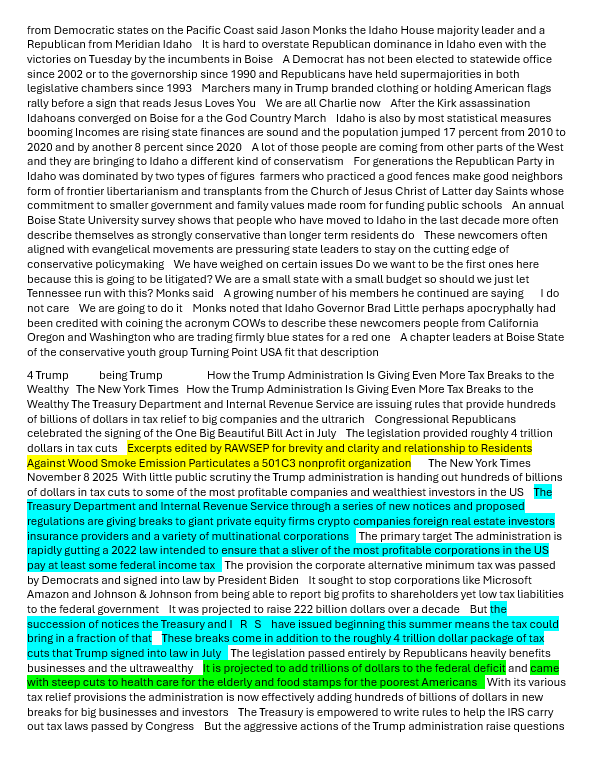 from Democratic states on the Pacific Coast said Jason Monks the Idaho House majority leader and a
Republican from Meridian Idaho It is hard to overstate Republican dominance in Idaho even with the
victories on Tuesday by the incumbents in Boise A Democrat has not been elected to statewide office
since 2002 or to the governorship since 1990 and Republicans have held supermajorities in both
legislative chambers since 1993 Marchers many in Trump branded clothing or holding American flags
rally before a sign that reads Jesus Loves You We are all Charlie now After the Kirk assassination
Idahoans converged on Boise for a the God Country March Idaho is also by most statistical measures
booming Incomes are rising state finances are sound and the population jumped 17 percent from 2010 to
2020 and by another 8 percent since 2020 A lot of those people are coming from other parts of the West
and they are bringing to Idaho a different kind of conservatism For generations the Republican Party in
Idaho was dominated by two types of figures farmers who practiced a good fences make good neighbors
form of frontier libertarianism and transplants from the Church of Jesus Christ of Latter day Saints whose
commitment to smaller government and family values made room for funding public schools An annual
Boise State University survey shows that people who have moved to Idaho in the last decade more often
describe themselves as strongly conservative than longer term residents do These newcomers often
aligned with evangelical movements are pressuring state leaders to stay on the cutting edge of
conservative policymaking We have weighed on certain issues Do we want to be the first ones here
because this is going to be litigated? We are a small state with a small budget so should we just let
Tennessee run with this? Monks said A growing number of his members he continued are saying I do
not care We are going to do it Monks noted that Idaho Governor Brad Little perhaps apocryphally had
been credited with coining the acronym COWs to describe these newcomers people from California
Oregon and Washington who are trading firmly blue states for a red one A chapter leaders at Boise State
of the conservative youth group Turning Point USA fit that description
4 Trump being Trump How the Trump Administration Is Giving Even More Tax Breaks to the
Wealthy The New York Times How the Trump Administration Is Giving Even More Tax Breaks to the
Wealthy The Treasury Department and Internal Revenue Service are issuing rules that provide hundreds
of billions of dollars in tax relief to big companies and the ultrarich Congressional Republicans
celebrated the signing of the One Big Beautiful Bill Act in July The legislation provided roughly 4 trillion
dollars in tax cuts Excerpts edited by RAWSEP for brevity and clarity and relationship to Residents
Against Wood Smoke Emission Particulates a 501C3 nonprofit organization The New York Times
November 8 2025 With little public scrutiny the Trump administration is handing out hundreds of billions
of dollars in tax cuts to some of the most profitable companies and wealthiest investors in the US The
Treasury Department and Internal Revenue Service through a series of new notices and proposed
regulations are giving breaks to giant private equity firms crypto companies foreign real estate investors
insurance providers and a variety of multinational corporations The primary target The administration is
rapidly gutting a 2022 law intended to ensure that a sliver of the most profitable corporations in the US
pay at least some federal income tax The provision the corporate alternative minimum tax was passed
by Democrats and signed into law by President Biden It sought to stop corporations like Microsoft
Amazon and Johnson & Johnson from being able to report big profits to shareholders yet low tax liabilities
to the federal government It was projected to raise 222 billion dollars over a decade But the
succession of notices the Treasury and I R S have issued beginning this summer means the tax could
bring in a fraction of that These breaks come in addition to the roughly 4 trillion dollar package of tax
cuts that Trump signed into law in July The legislation passed entirely by Republicans heavily benefits
businesses and the ultrawealthy It is projected to add trillions of dollars to the federal deficit and came
with steep cuts to health care for the elderly and food stamps for the poorest Americans With its various
tax relief provisions the administration is now effectively adding hundreds of billions of dollars in new
breaks for big businesses and investors The Treasury is empowered to write rules to help the IRS carry
out tax laws passed by Congress But the aggressive actions of the Trump administration raise questions